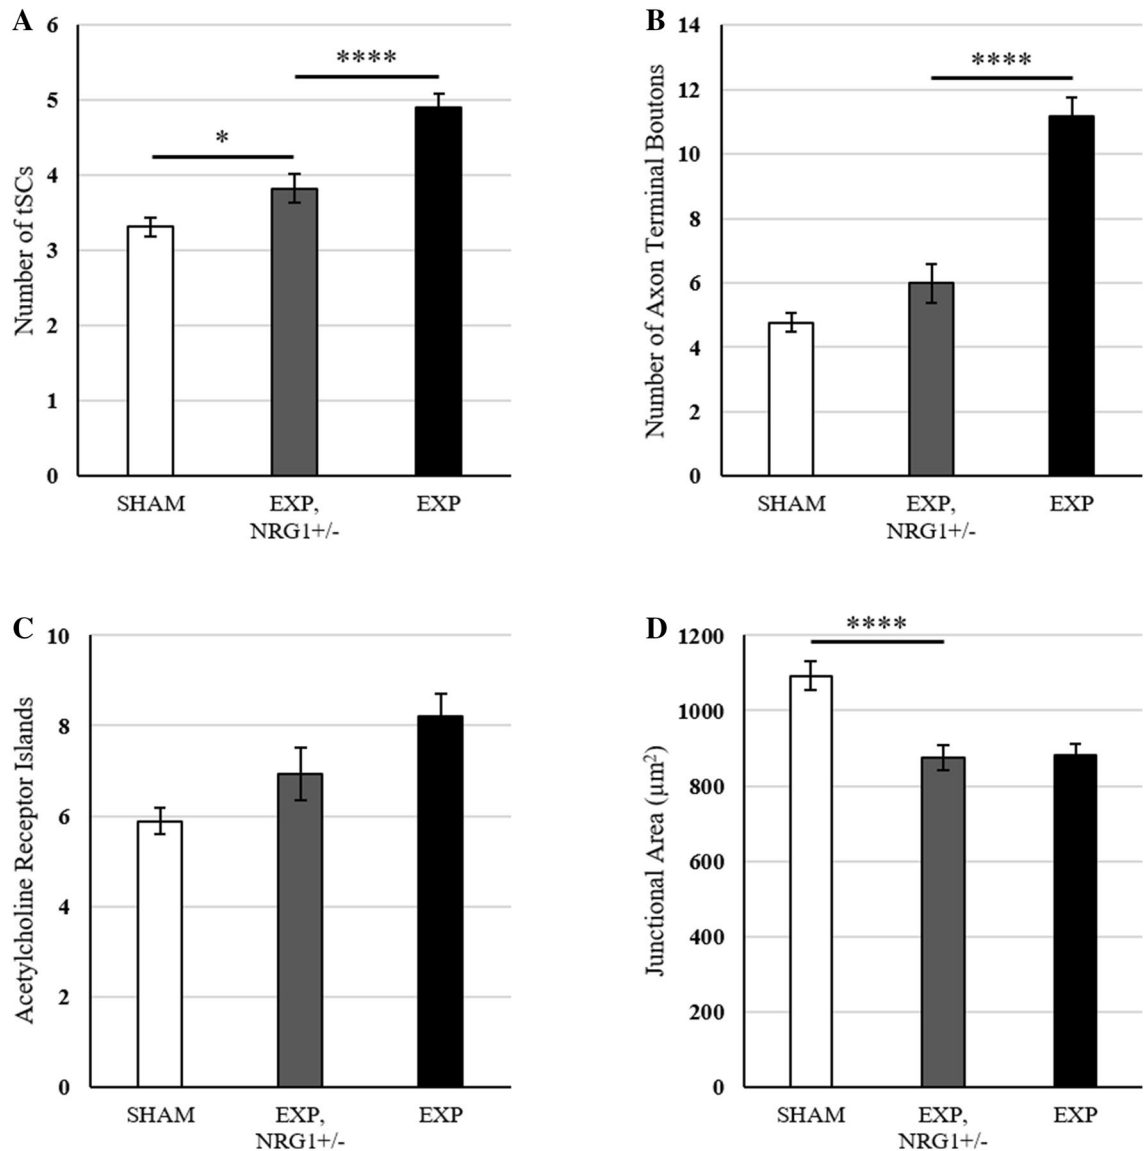 A
Number of tSCs
6
5
4
3
2
1
0
*
****
SHAM
EXP,
NRG1+/-
EXP
B
Number of Axon Terminal Boutons
14
12
10
8
6
4
2
0
****
SHAM
EXP,
NRG1+/-
EXP
C
Acetylcholine Receptor Islands
10
8
6
4
2
0
SHAM
EXP,
NRG1+/-
EXP
D
Junctional Area (µm²)
1200
1000
800
600
400
200
0
****
SHAM
EXP,
NRG1+/-
EXP